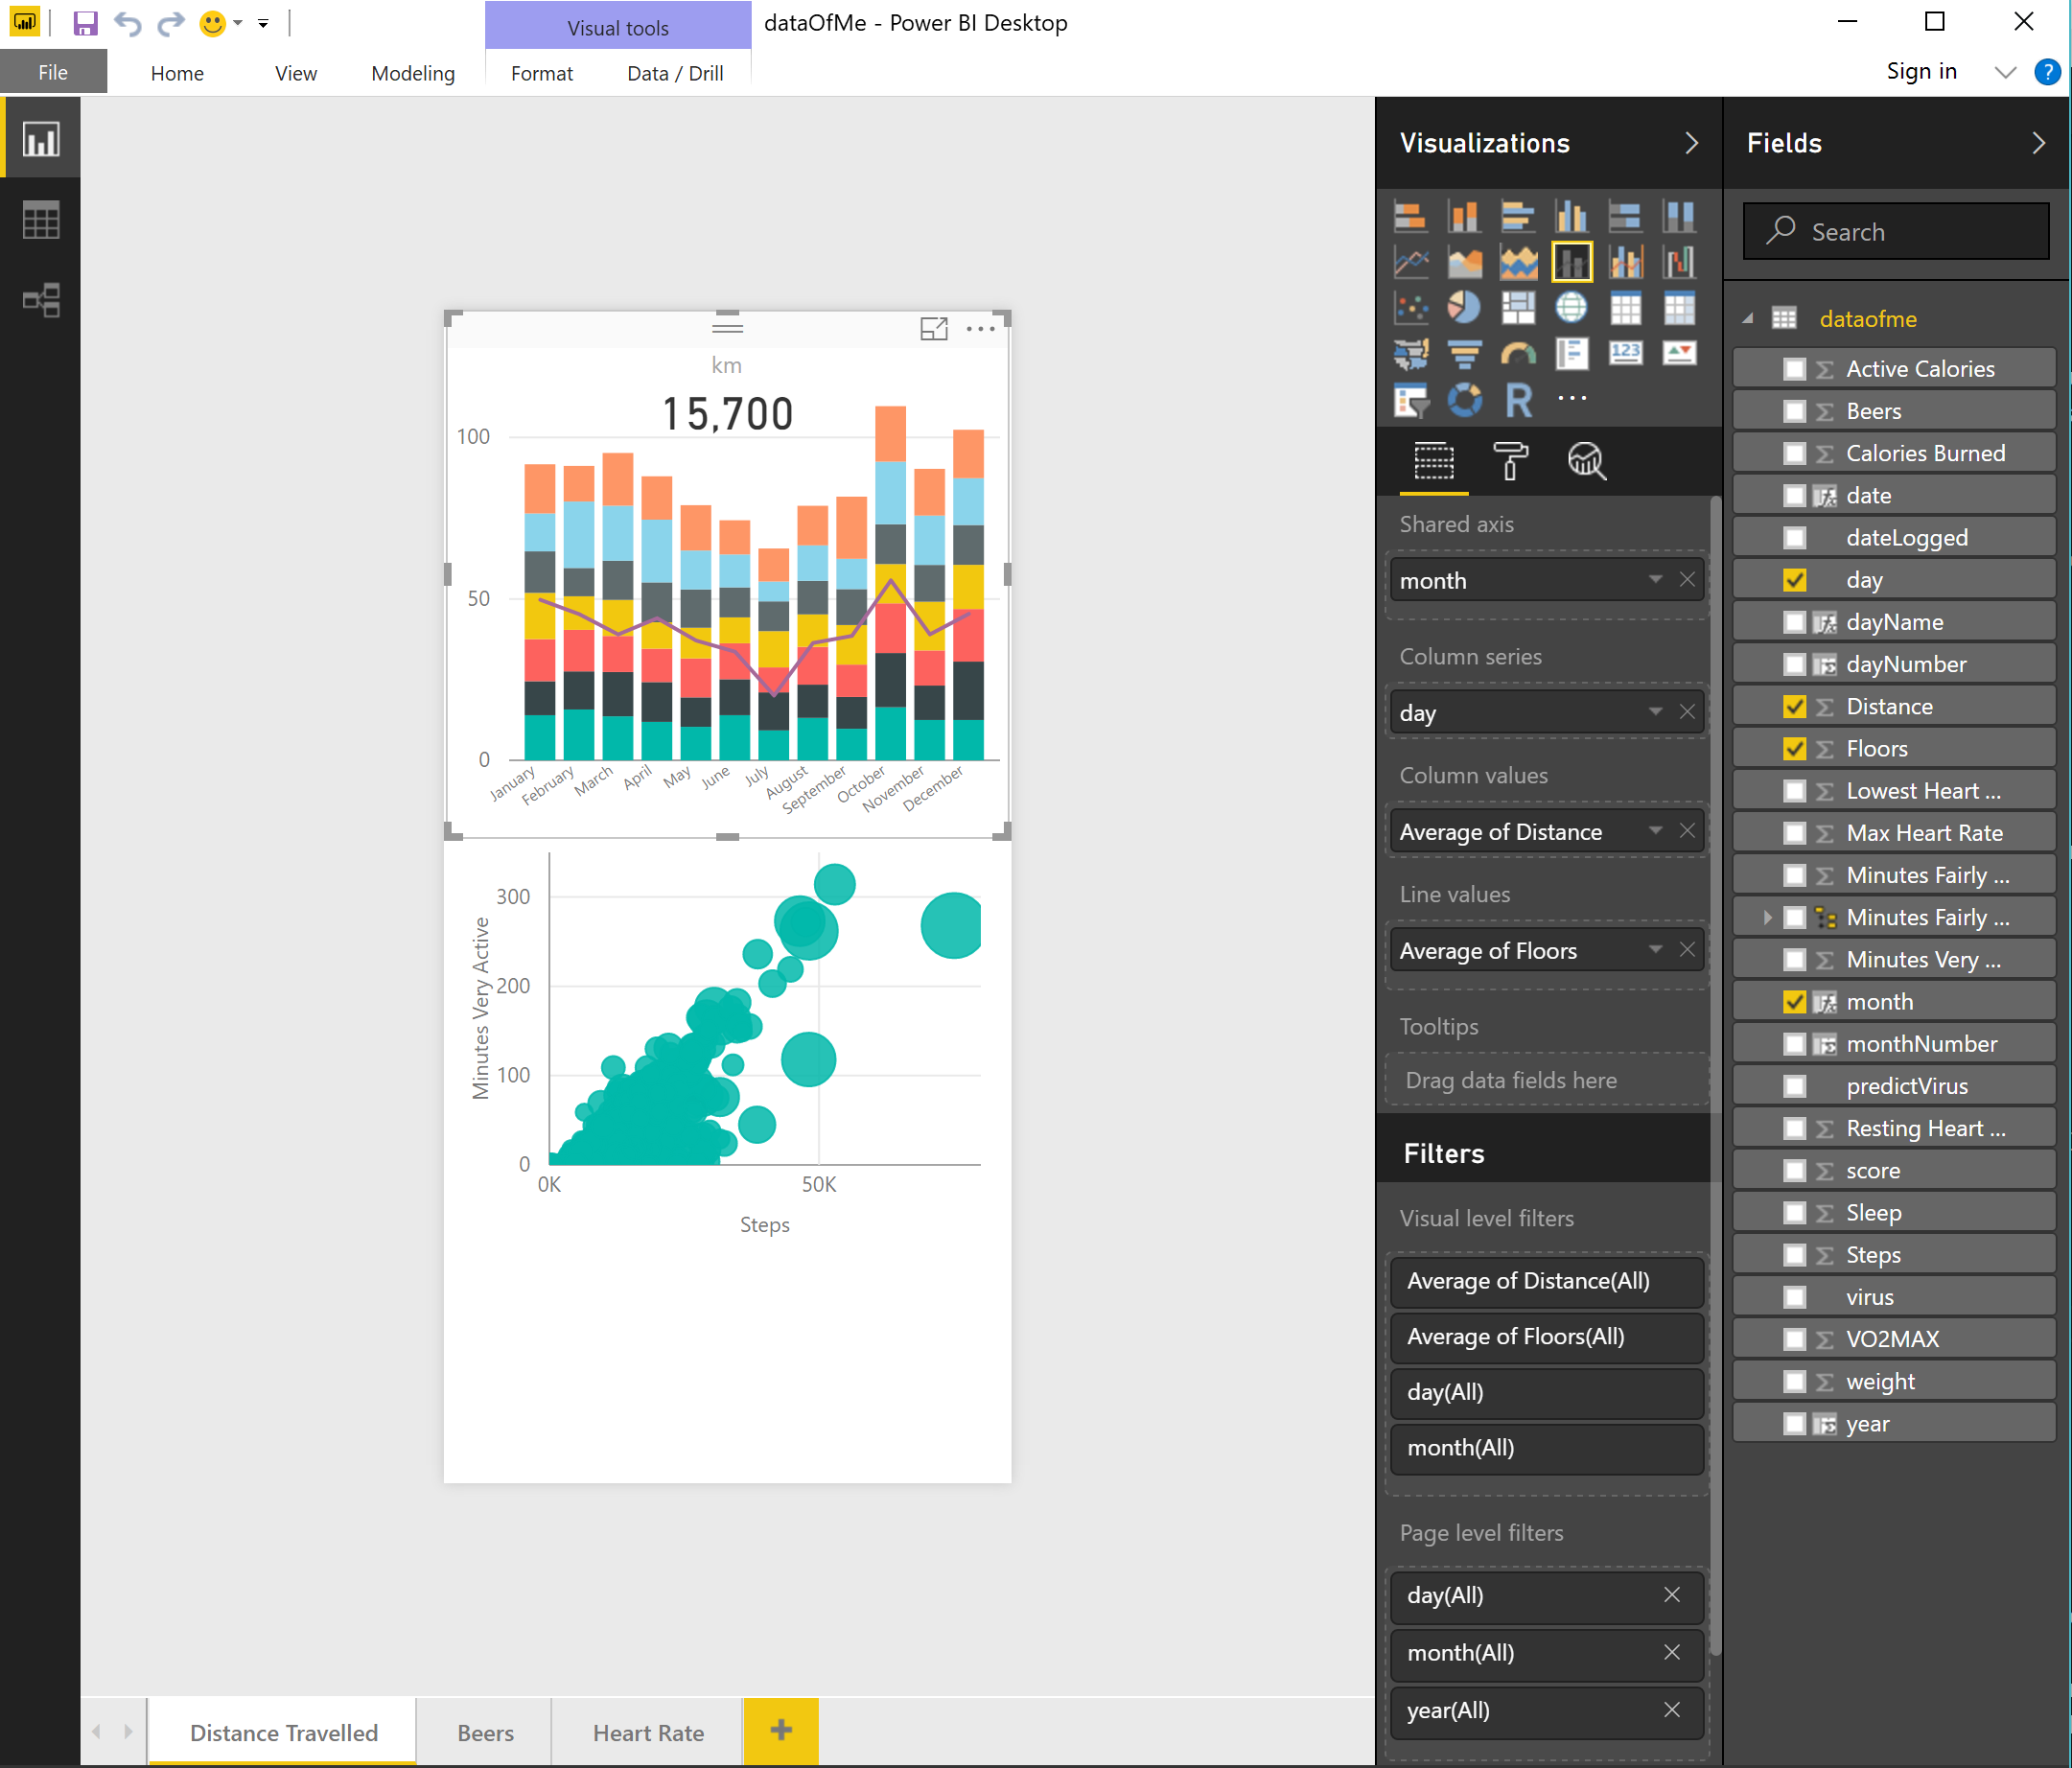 Visual tools
dataOfMe - Power BI Desktop
File
Home
View
Modeling
Format
Data / Drill
Sign in
?
km
15,700
100
50
0
January
February
March
April
May
June
July
August
September
October
November
December
Minutes Very Active
300
200
100
0
0K
50K
Steps
Distance Travelled
Beers
Heart Rate
Visualizations
123
R
Shared axis
month
Column series
day
Column values
Average of Distance
Line values
Average of Floors
Tooltips
Drag data fields here
Filters
Visual level filters
Average of Distance(All)
Average of Floors(All)
day(All)
month(All)
Page level filters
day(All)
month(All)
year(All)
Fields
Search
dataofme
Active Calories
Beers
Calories Burned
date
dateLogged
day
dayName
dayNumber
Distance
Floors
Lowest Heart ...
Max Heart Rate
Minutes Fairly ...
Minutes Fairly ...
Minutes Very ...
month
monthNumber
predictVirus
Resting Heart ...
score
Sleep
Steps
virus
VO2MAX
weight
year